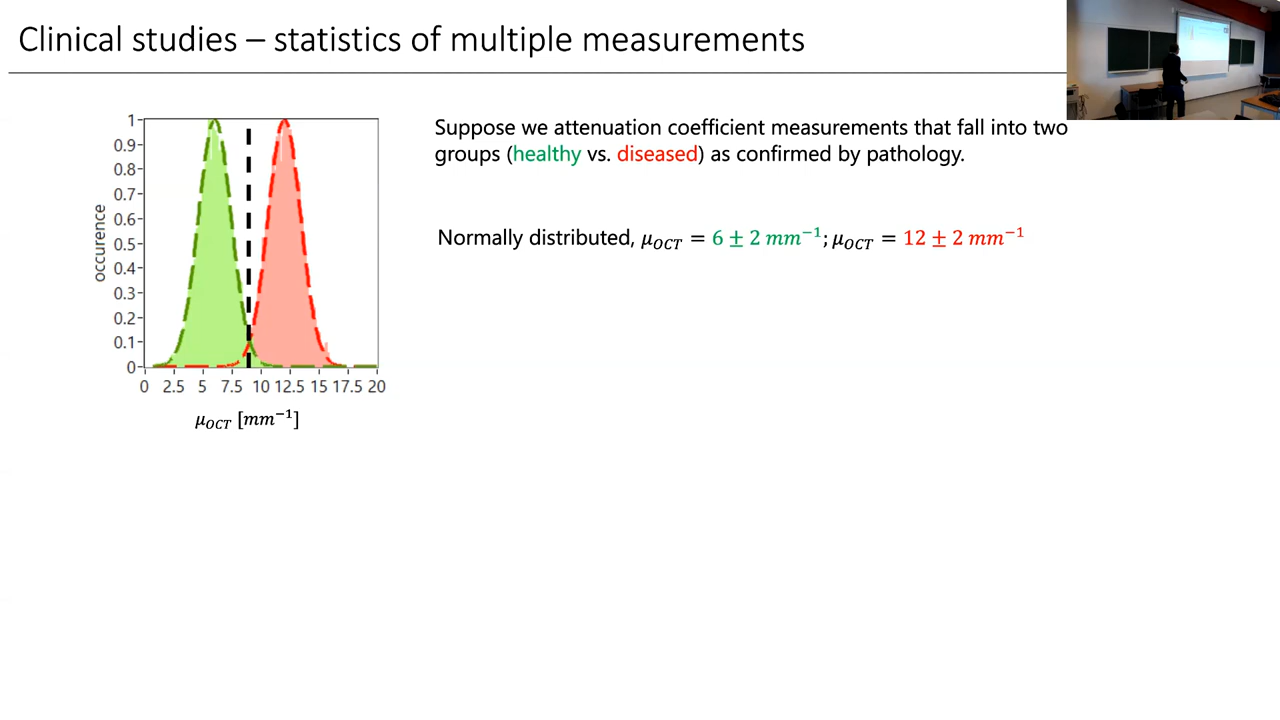 Clinical studies – statistics of multiple measurements
Suppose we attenuation coefficient measurements that fall into two
groups (healthy vs. diseased) as confirmed by pathology.
Normally distributed, μ_OCT = 6 ± 2 mm⁻¹; μ_OCT = 12 ± 2 mm⁻¹
occurence
1
0.9
0.8
0.7
0.6
0.5
0.4
0.3
0.2
0.1
0
0 2.5 5 7.5 10 12.5 15 17.5 20
μ_OCT [mm⁻¹]